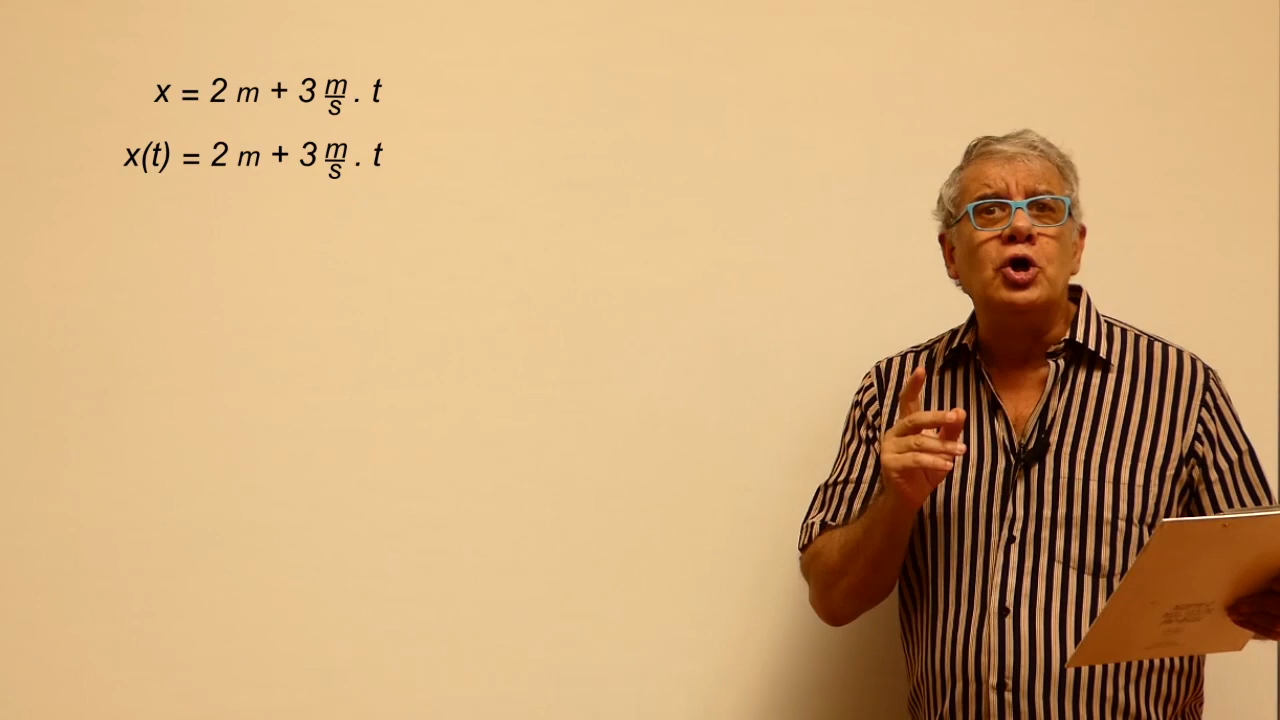 x = 2 m + 3 m/s . t
x(t) = 2 m + 3 m/s . t